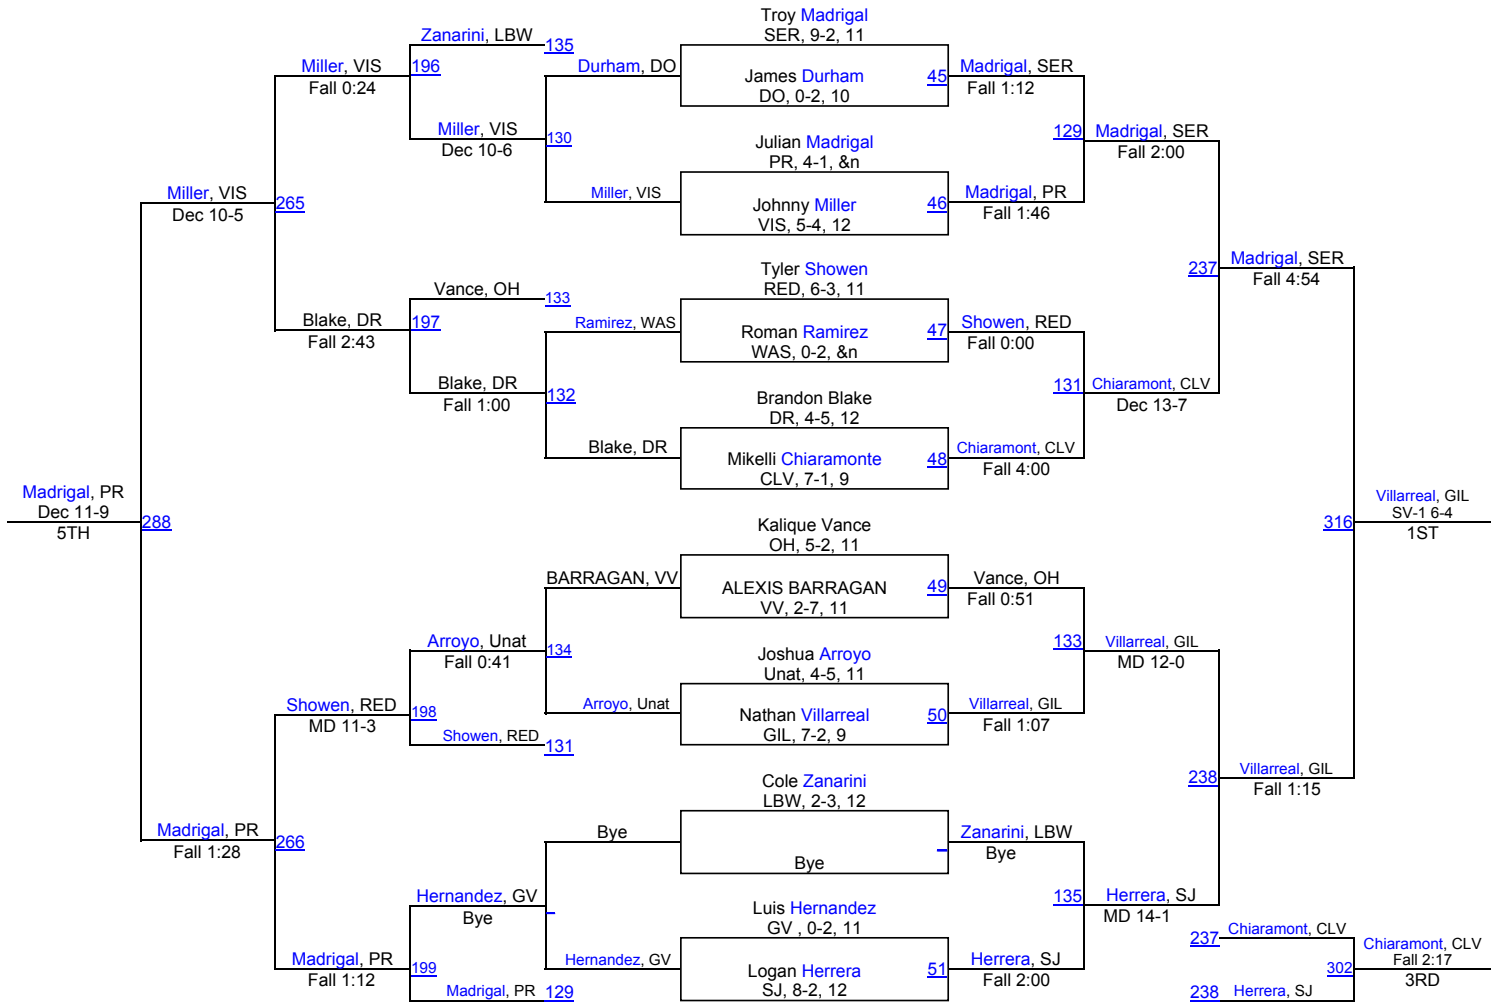 Troy Madrigal
SER, 9-2, 11
Zanarini, LBW
135
Miller, VIS
196
Fall 0:24
Durham, DO
James Durham
DO, 0-2, 10
45
Madrigal, SER
Fall 1:12
Miller, VIS
Dec 10-6
130
Julian Madrigal
PR, 4-1, &n
129
Madrigal, SER
Fall 2:00
Miller, VIS
Dec 10-5
265
Miller, VIS
Johnny Miller
VIS, 5-4, 12
46
Madrigal, PR
Fall 1:46
Tyler Showen
RED, 6-3, 11
237
Madrigal, SER
Fall 4:54
Vance, OH
133
Blake, DR
197
Fall 2:43
Ramirez, WAS
Roman Ramirez
WAS, 0-2, &n
47
Showen, RED
Fall 0:00
Blake, DR
Fall 1:00
132
Brandon Blake
DR, 4-5, 12
131
Chiaramont, CLV
Dec 13-7
Blake, DR
Mikelli Chiaramonte
CLV, 7-1, 9
48
Chiaramont, CLV
Fall 4:00
Madrigal, PR
Dec 11-9
5TH
288
Kalique Vance
OH, 5-2, 11
316
Villarreal, GIL
SV-1 6-4
1ST
BARRAGAN, VV
ALEXIS BARRAGAN
VV, 2-7, 11
49
Vance, OH
Fall 0:51
Arroyo, Unat
Fall 0:41
134
Joshua Arroyo
Unat, 4-5, 11
133
Villarreal, GIL
MD 12-0
Showen, RED
MD 11-3
198
Arroyo, Unat
Nathan Villarreal
GIL, 7-2, 9
50
Villarreal, GIL
Fall 1:07
Showen, RED
131
Cole Zanarini
LBW, 2-3, 12
238
Villarreal, GIL
Fall 1:15
Madrigal, PR
Fall 1:28
266
Bye
Bye
Zanarini, LBW
Bye
Hernandez, GV
Bye
Luis Hernandez
GV , 0-2, 11
135
Herrera, SJ
MD 14-1
Madrigal, PR
Fall 1:12
199
Hernandez, GV
Logan Herrera
SJ, 8-2, 12
51
Herrera, SJ
Fall 2:00
Madrigal, PR
129
237
Chiaramont, CLV
302
Chiaramont, CLV
Fall 2:17
3RD
238
Herrera, SJ